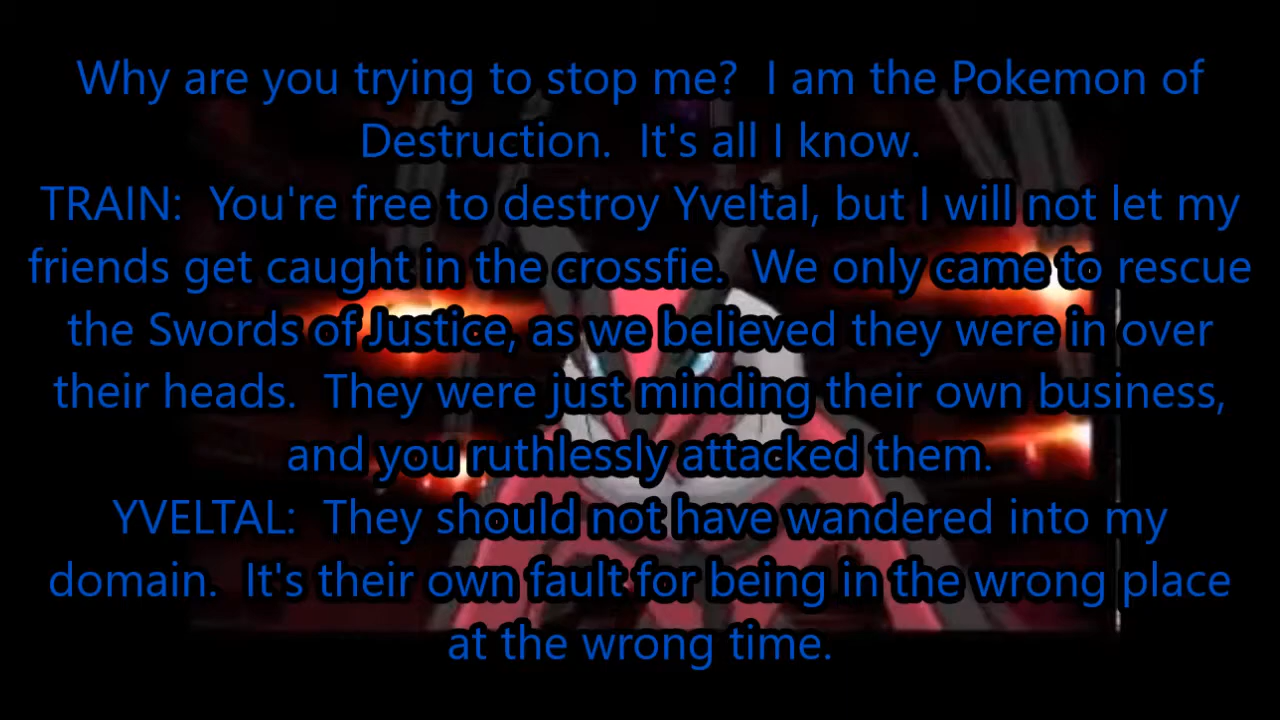 Why are you trying to stop me?  I am the Pokemon of
Destruction.  It's all I know.
TRAIN:  You're free to destroy Yveltal, but I will not let my
friends get caught in the crossfie.  We only came to rescue
the Swords of Justice, as we believed they were in over
their heads.  They were just minding their own business,
and you ruthlessly attacked them.
YVELTAL:  They should not have wandered into my
domain.  It's their own fault for being in the wrong place
at the wrong time.